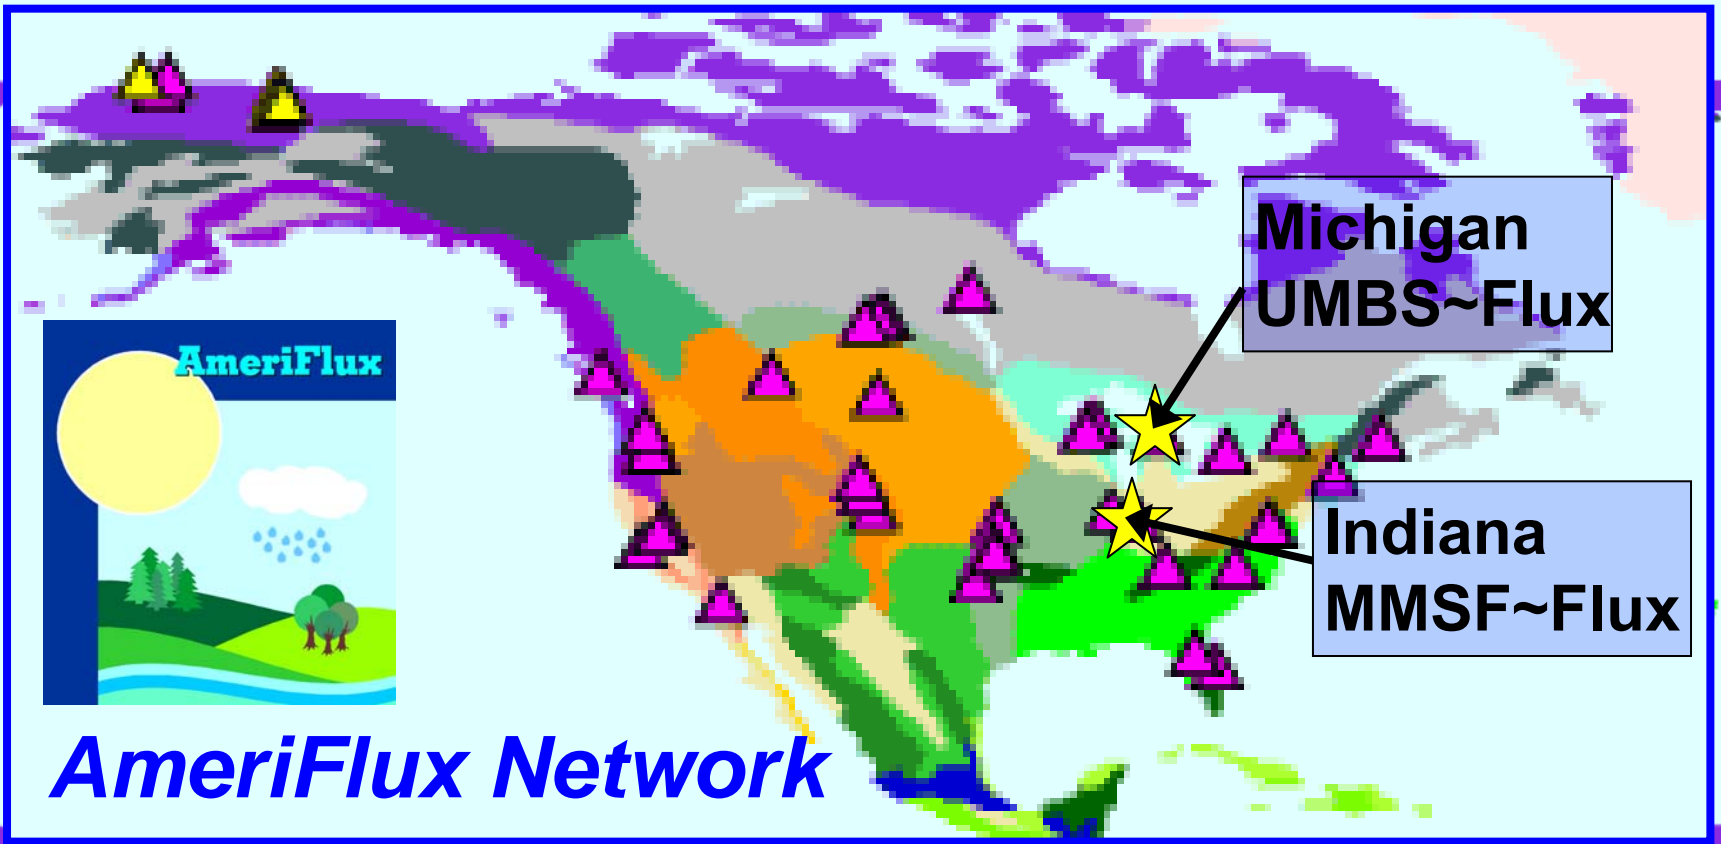 Michigan
UMBS~Flux
AmeriFlux
Indiana
MMSF~Flux
AmeriFlux Network